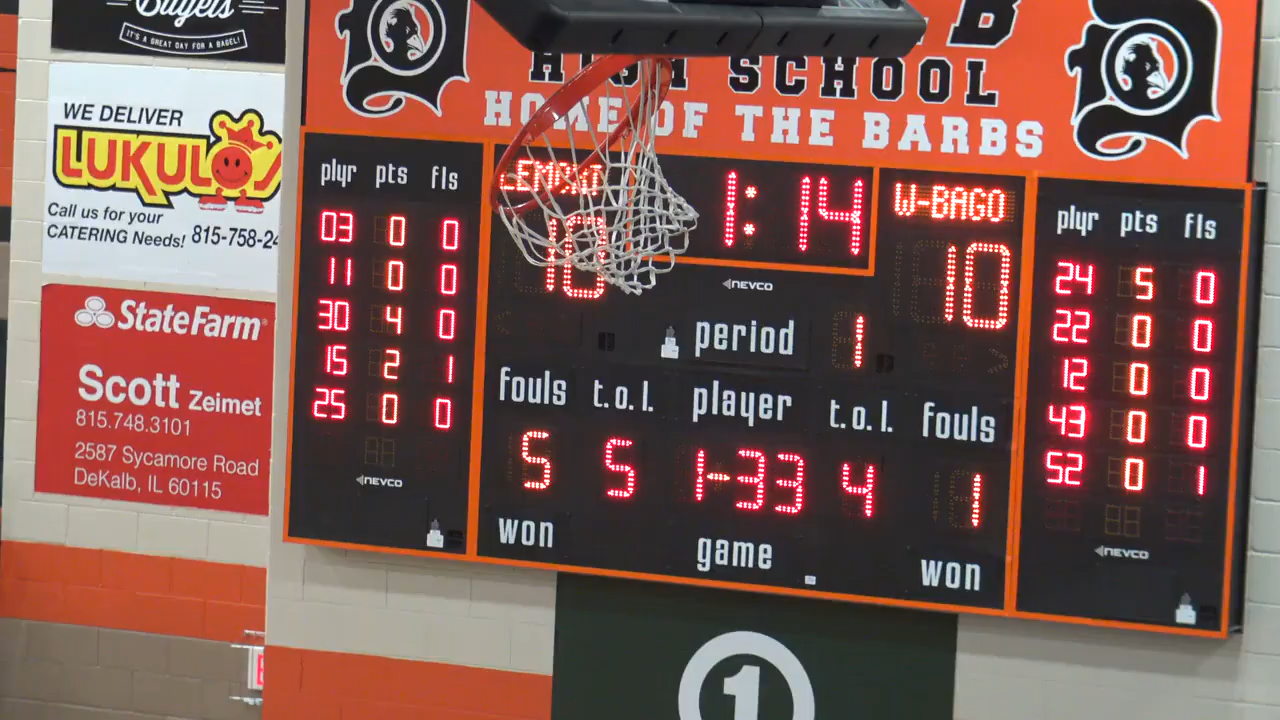 Bagels
IT'S A GREAT DAY FOR A BAGEL!
WE DELIVER
LUKULOS
Call us for your
CATERING Needs! 815-758-24
StateFarm
Scott Zeimet
815.748.3101
2587 Sycamore Road
DeKalb, IL 60115
B
HIGH SCHOOL
HOME OF THE BARBS
plyr pts fls
03 0 0
11 0 0
30 4 0
15 2 1
25 0 0
NEVCO
LEMONT 1:14 W-BAGO
10 10
NEVCO
period 1
fouls t.o.l. player t.o.l. fouls
5 5 1-33 4 1
won game won
plyr pts fls
24 5 0
22 0 0
12 0 0
43 0 0
52 0 1
NEVCO
1